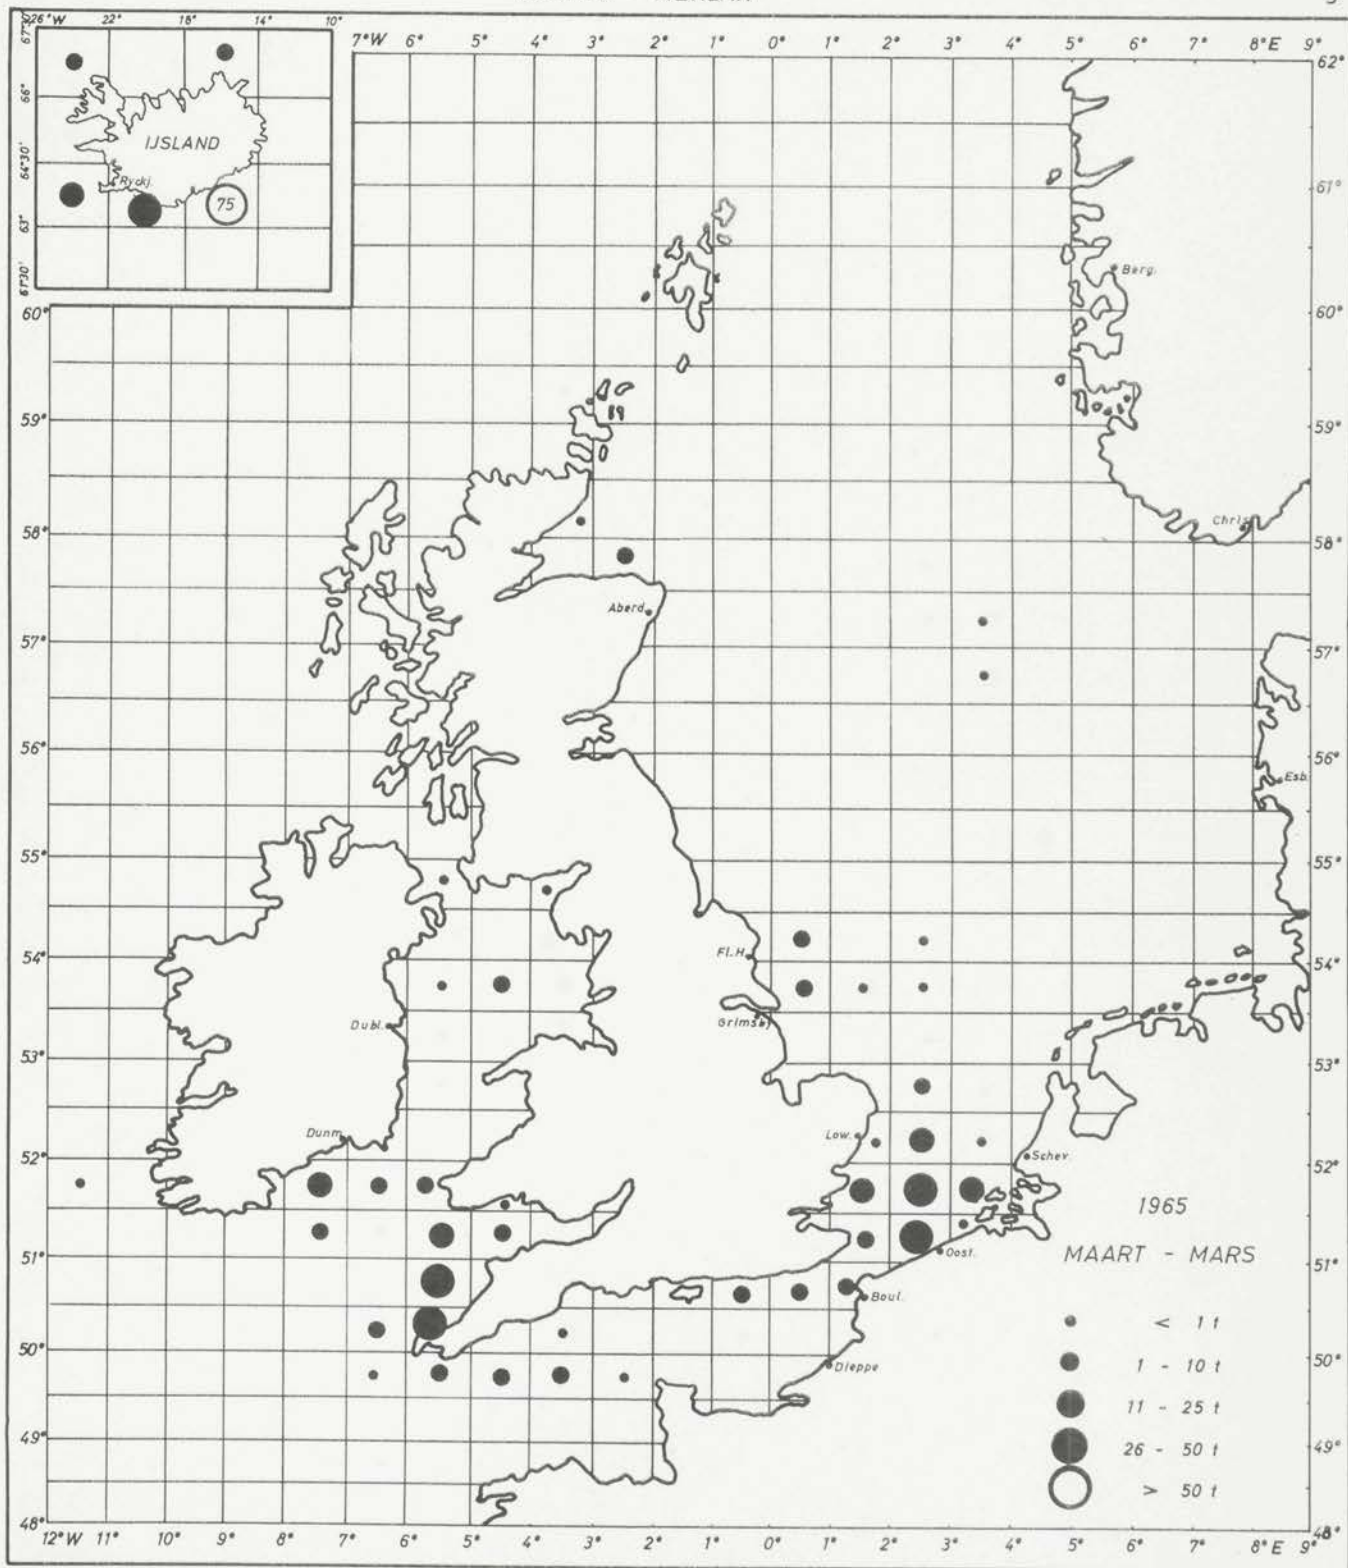 26°W 22° 18° 14° 10°
67°30'
66°
64°30'
63°
61°30'
IJSLAND
Ryckj.
75
7°W 6° 5° 4° 3° 2° 1° 0° 1° 2° 3° 4° 5° 6° 7° 8°E 9°
62°
61°
Berg.
60° 60°
59° 59°
Chris
58° 58°
Aberd.
57° 57°
56° 56°
Esb.
55° 55°
54° 54°
Fl.H.
Dubl.
Grimsby
53° 53°
Dunm.
Low.
52° 52°
Schev.
1965
51° 51°
Oost.
MAART - MARS
Boul.
< 1 t
50° 50°
Dieppe
1 - 10 t
11 - 25 t
49° 49°
26 - 50 t
> 50 t
48° 48°
12°W 11° 10° 9° 8° 7° 6° 5° 4° 3° 2° 1° 0° 1° 2° 3° 4° 5° 6° 7° 8°E 9°